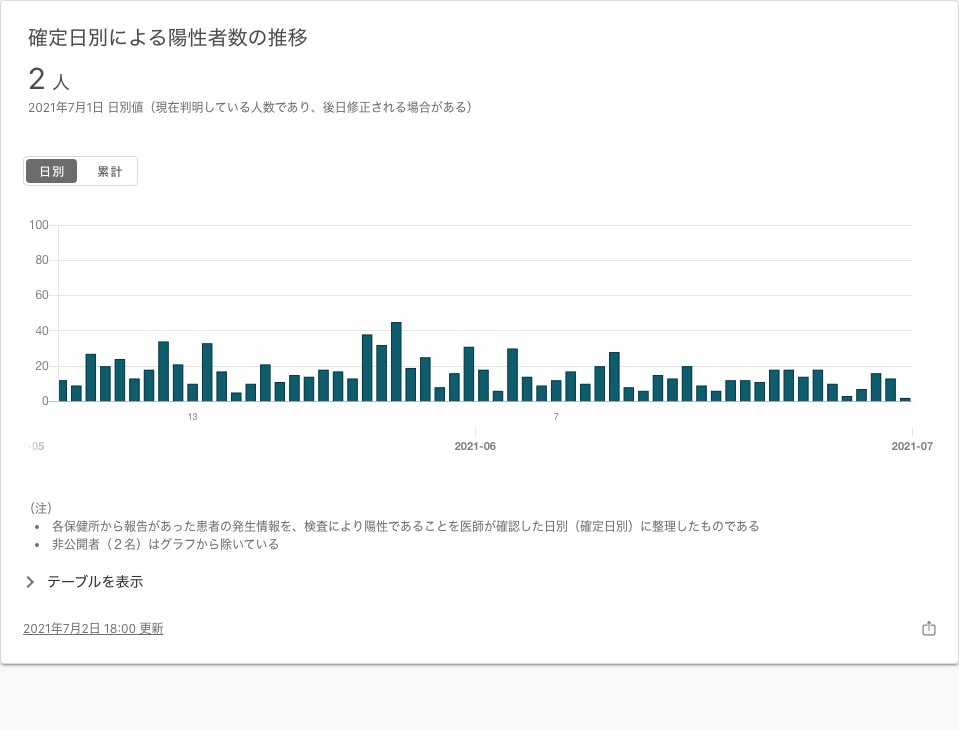 確定日別による陽性者数の推移
2 人
2021年7月1日 日別値（現在判明している人数であり、後日修正される場合がある）
日別 累計
100
80
60
40
20
0
13 7
-05 2021-06 2021-07
（注）
• 各保健所から報告があった患者の発生情報を、検査により陽性であることを医師が確認した日別（確定日別）に整理したものである
• 非公開者（２名）はグラフから除いている
テーブルを表示
2021年7月2日 18:00 更新